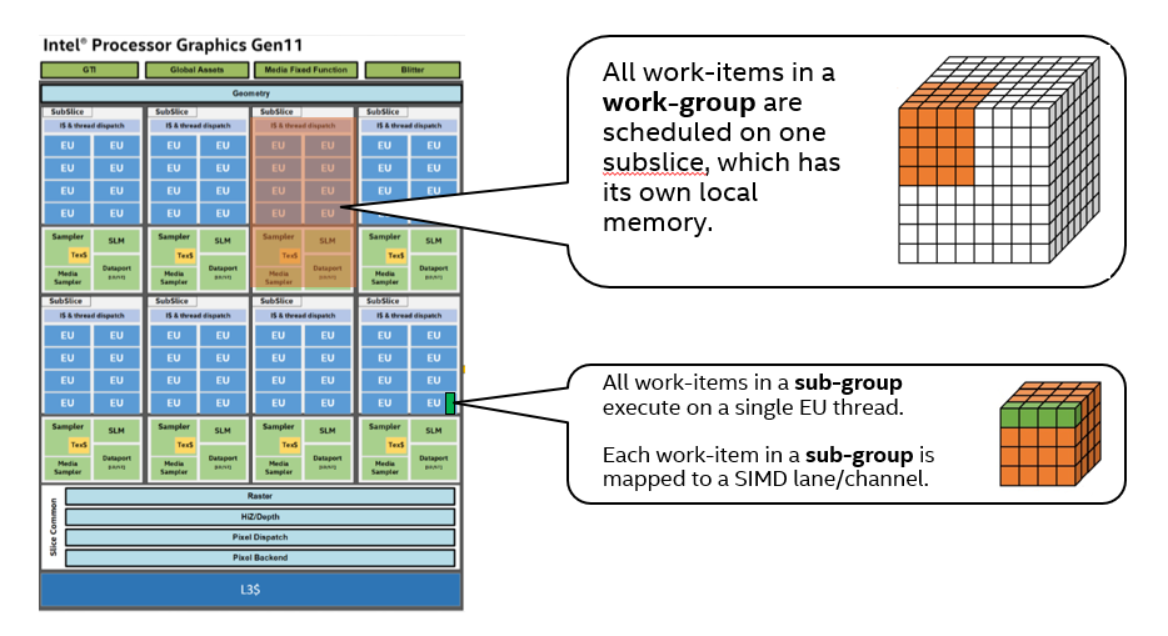 Intel® Processor Graphics Gen11
GTI Global Assets Media Fixed Function Blitter
Geometry
SubSlice SubSlice SubSlice SubSlice
I$ & thread dispatch I$ & thread dispatch I$ & thread dispatch I$ & thread dispatch
EU EU EU EU EU EU EU EU
EU EU EU EU EU EU EU EU
EU EU EU EU EU EU EU EU
EU EU EU EU EU EU EU EU
Sampler SLM Sampler SLM Sampler SLM Sampler SLM
Tex$ Tex$ Tex$ Tex$
Media Sampler Dataport Media Sampler Dataport Media Sampler Dataport Media Sampler Dataport
SubSlice SubSlice SubSlice SubSlice
I$ & thread dispatch I$ & thread dispatch I$ & thread dispatch I$ & thread dispatch
EU EU EU EU EU EU EU EU
EU EU EU EU EU EU EU EU
EU EU EU EU EU EU EU EU
EU EU EU EU EU EU EU EU
Sampler SLM Sampler SLM Sampler SLM Sampler SLM
Tex$ Tex$ Tex$ Tex$
Media Sampler Dataport Media Sampler Dataport Media Sampler Dataport Media Sampler Dataport
Slice Common
Raster
HiZ/Depth
Pixel Dispatch
Pixel Backend
L3$
All work-items in a
work-group are
scheduled on one
subslice, which has
its own local
memory.
All work-items in a sub-group
execute on a single EU thread.
Each work-item in a sub-group is
mapped to a SIMD lane/channel.